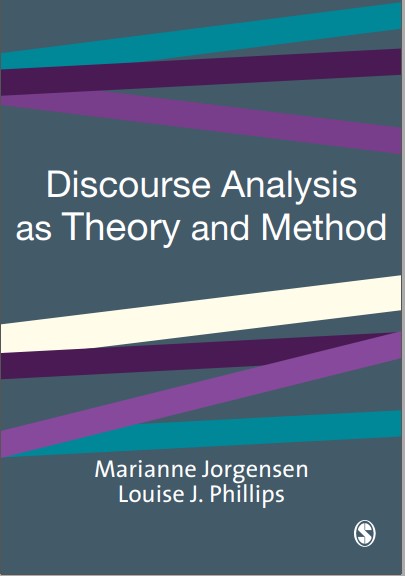 Discourse Analysis
as Theory and Method
Marianne Jorgensen
Louise J. Phillips
S